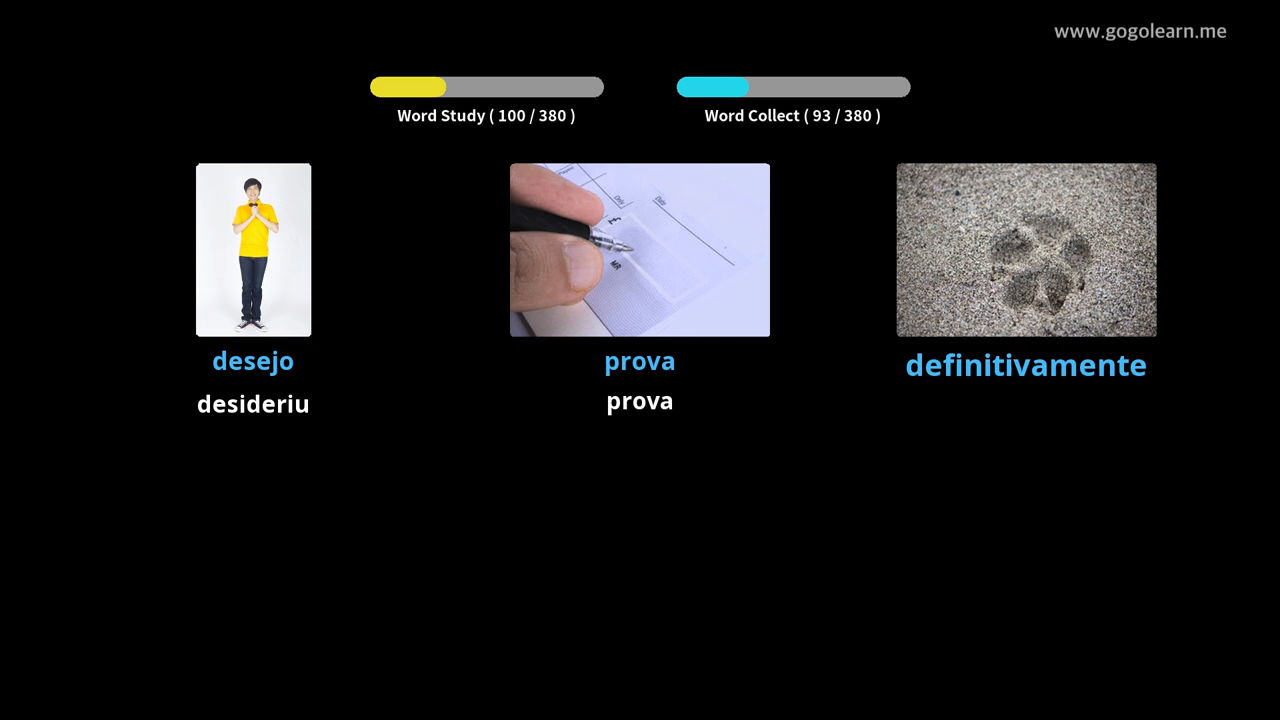 www.gogolearn.me
Word Study ( 100 / 380 )
Word Collect ( 93 / 380 )
desejo
prova
definitivamente
desideriu
prova